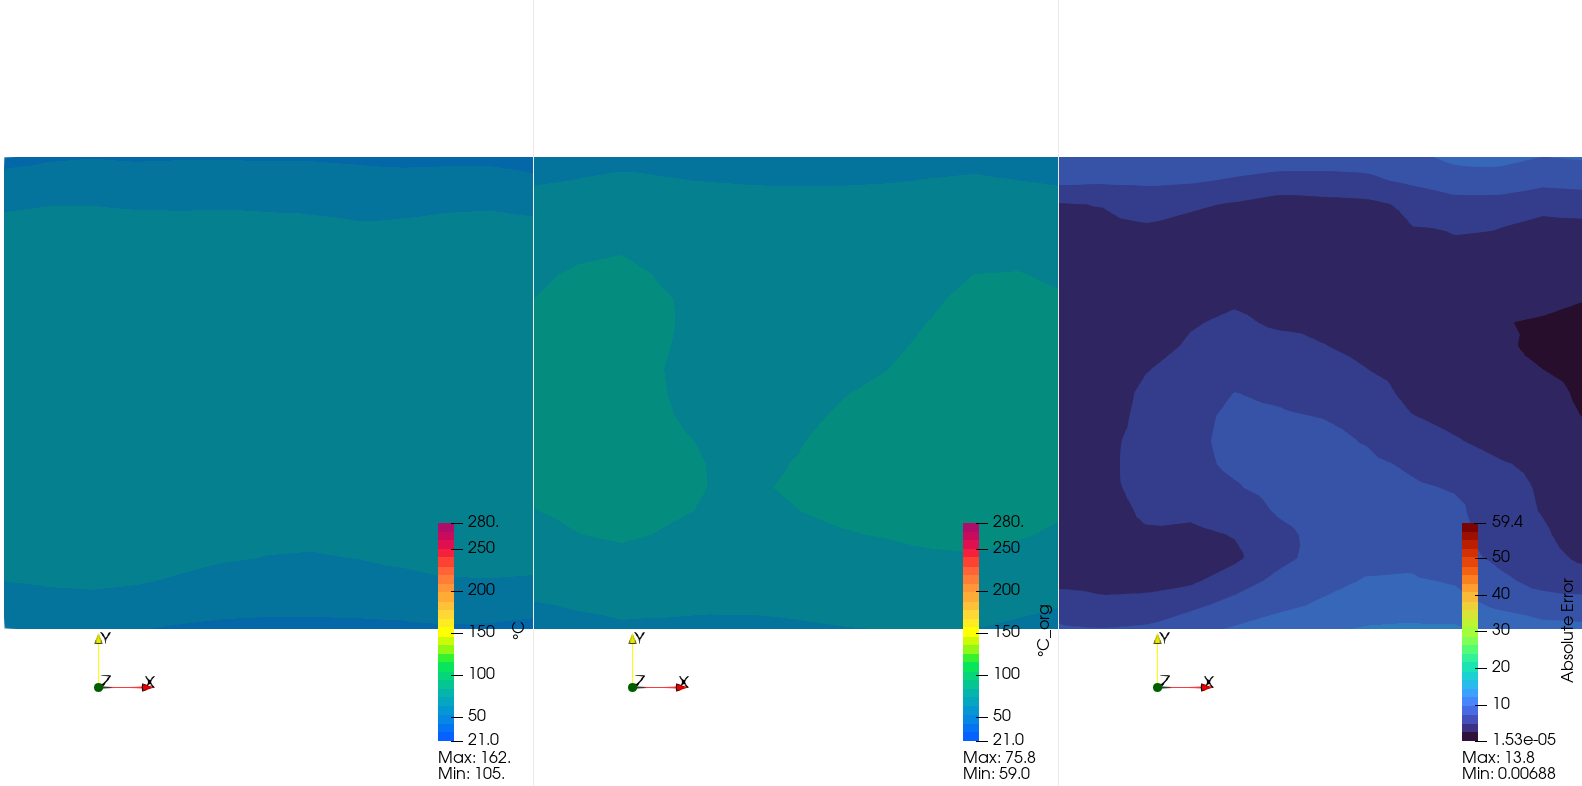 280.
250
200
150
100
50
21.0
°C
Max: 162.
Min: 105.
Y
Z
X
280.
250
200
150
100
50
21.0
°C_org
Max: 75.8
Min: 59.0
Y
Z
X
59.4
50
40
30
20
10
1.53e-05
Absolute Error
Max: 13.8
Min: 0.00688
Y
Z
X